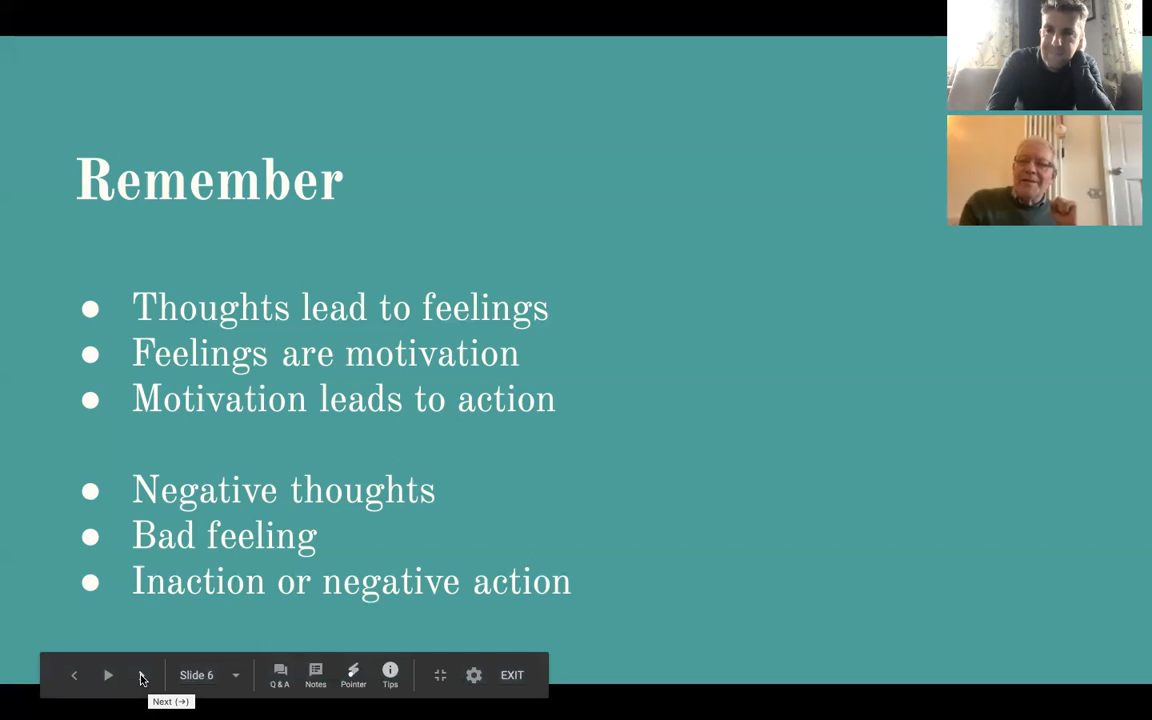 Remember
● Thoughts lead to feelings
● Feelings are motivation
● Motivation leads to action
● Negative thoughts
● Bad feeling
● Inaction or negative action
Slide 6
Q & A Notes Pointer Tips
EXIT
Next (→)